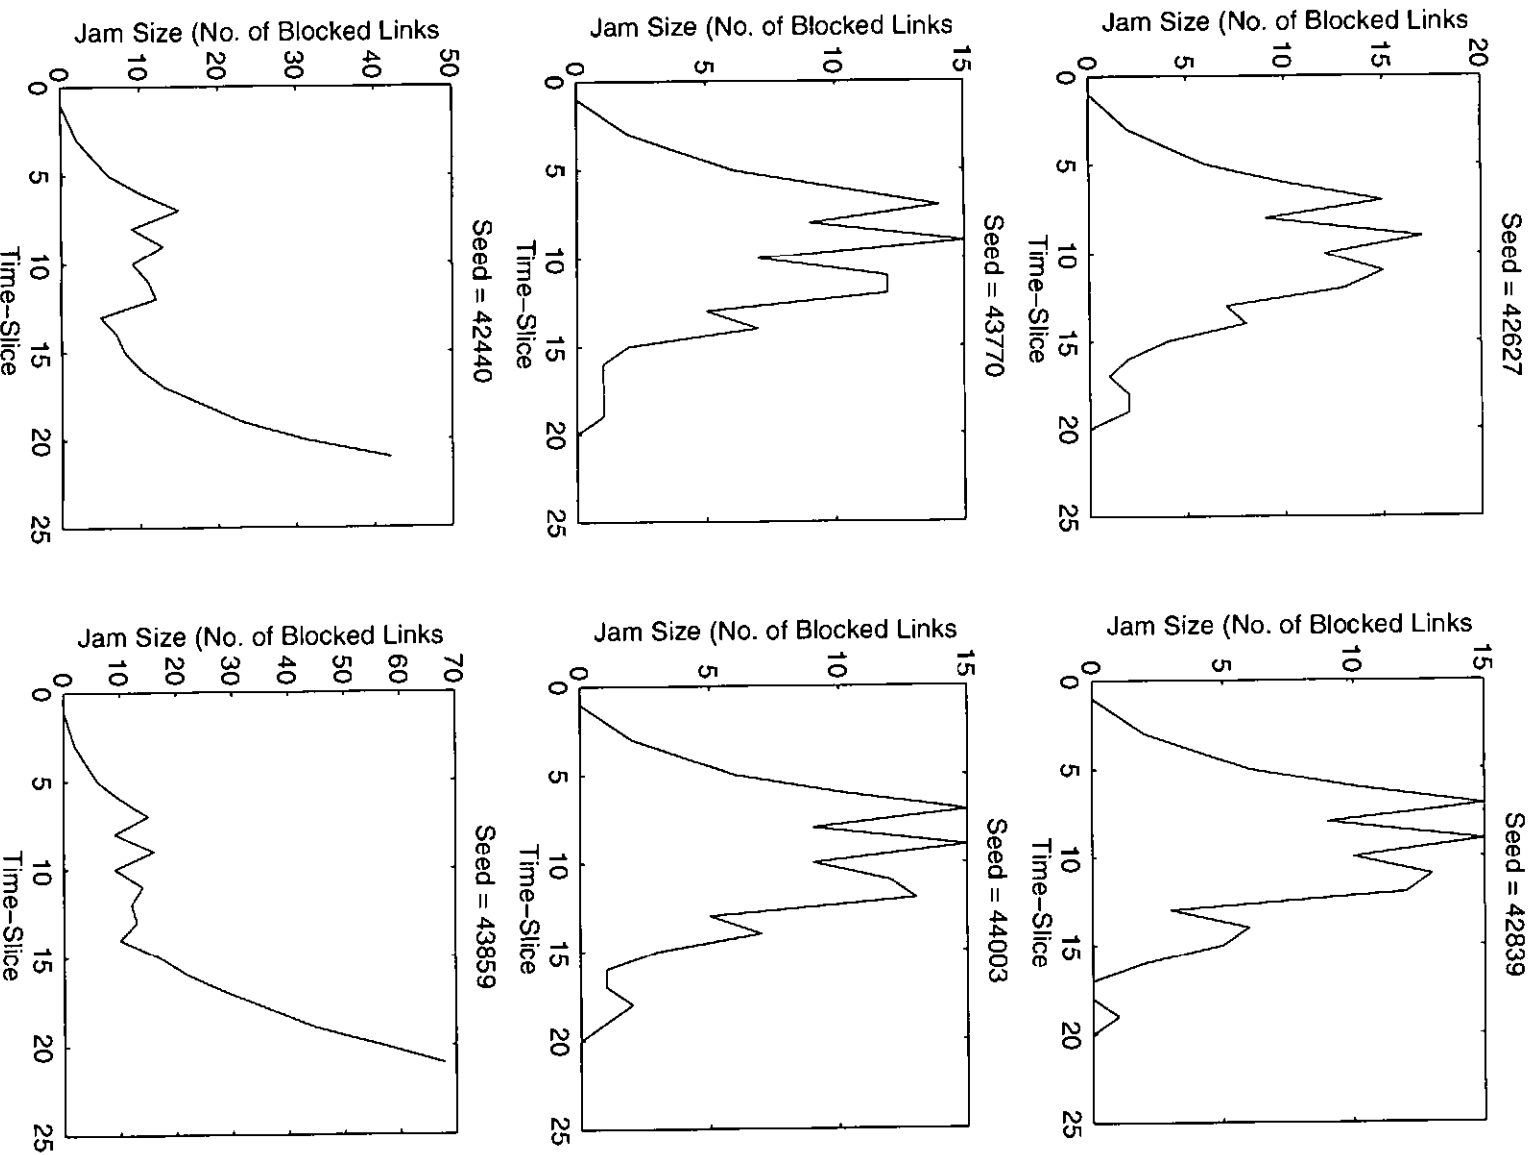 Seed = 42627
Jam Size (No. of Blocked Links
20
15
10
5
0
0 5 10 15 20 25
Time–Slice
Seed = 42839
Jam Size (No. of Blocked Links
15
10
5
0
0 5 10 15 20 25
Time–Slice
Seed = 43770
Jam Size (No. of Blocked Links
15
10
5
0
0 5 10 15 20 25
Time–Slice
Seed = 44003
Jam Size (No. of Blocked Links
15
10
5
0
0 5 10 15 20 25
Time–Slice
Seed = 42440
Jam Size (No. of Blocked Links
50
40
30
20
10
0
0 5 10 15 20 25
Time–Slice
Seed = 43859
Jam Size (No. of Blocked Links
70
60
50
40
30
20
10
0
0 5 10 15 20 25
Time–Slice